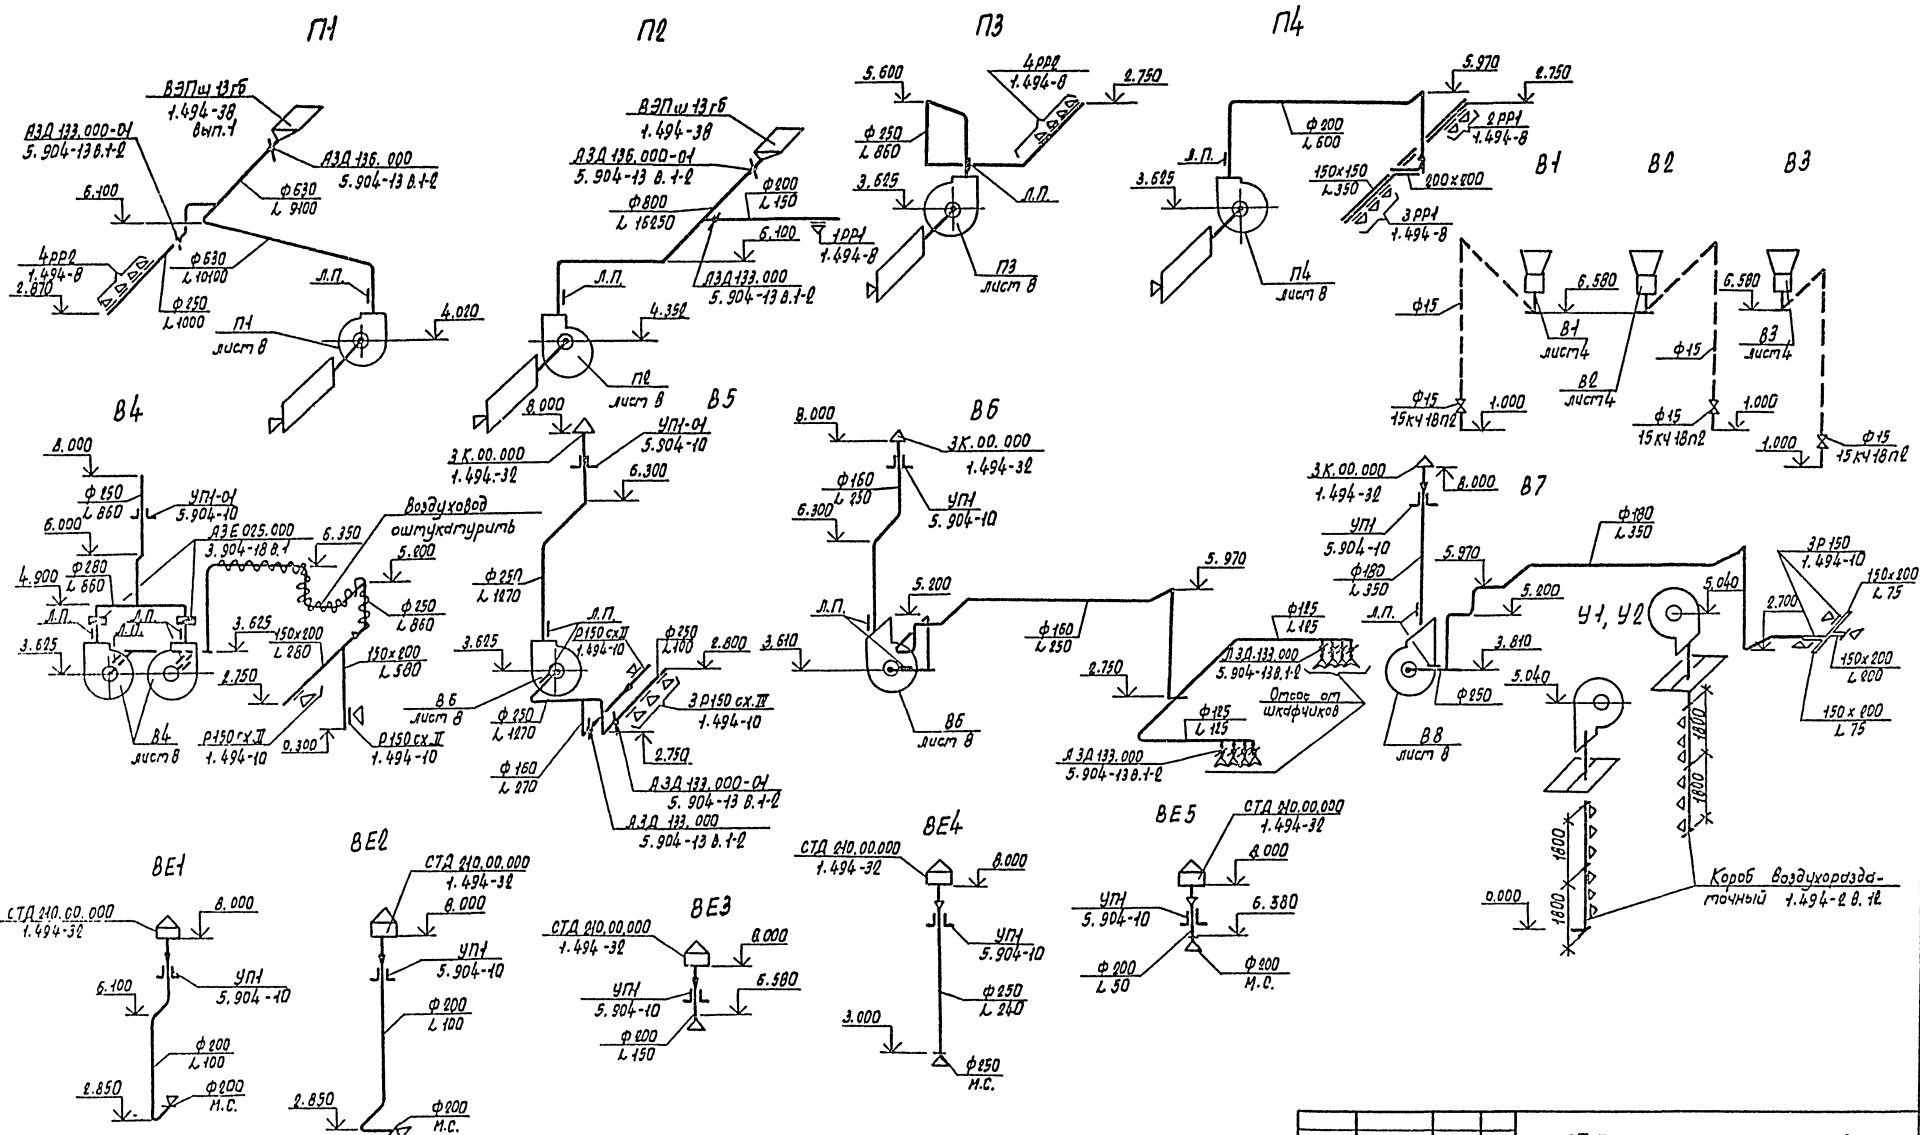 П1
ВЭПш 13гб
1.494-38
вып.1
АЗД 133.000-01
5.904-13 в.1-2
АЗД 136.000
5.904-13 в.1-2
6.100
ф630
L 9100
4РР2
1.494-8
2.870
ф630
L 10100
ф250
L 1000
Л.П.
П1
лист 8
4.020
П2
ВЭПш 13гб
1.494-38
АЗД 136.000-01
5.904-13 в.1-2
ф200
L 150
ф800
L 16250
6.100
1РР1
1.494-8
АЗД 133.000
5.904-13 в.1-2
Л.П.
4.352
П2
лист 8
П3
5.600
4РР2
1.494-8
2.750
ф250
L 860
3.625
Л.П.
П3
лист 8
П4
5.970
2.750
ф200
L 600
2РР1
1.494-8
Л.П.
150х150
L 350
200х200
3.625
3РР1
1.494-8
П4
лист 8
В1
В2
В3
ф15
6.580
6.580
В1
лист 4
ф15
В3
лист 4
В2
лист 4
ф15
15кч 18п2
1.000
ф15
15кч 18п2
1.000
1.000
ф15
15кч 18п2
В4
8.000
ф250
L 860
УП1-01
5.904-10
6.000
АЗЕ 025.000
3.904-18 в.1
Воздуховод
оштукатурить
6.350
5.200
4.900
ф280
L 860
Л.П.
Л.П.
Л.П.
3.625
3.625
150х200
L 280
ф250
L 860
150х200
L 580
2.750
0.300
В4
лист 8
Р150 сх.II
1.494-10
Р150 сх.II
1.494-10
В5
8.000
УП1-01
5.904-10
ЗК.00.000
1.494-32
6.300
ф250
L 1270
Л.П.
Р150 сх.II
1.494-10
ф250
L 100
2.800
3.625
В6
лист 8
ф250
L 1270
3Р150 сх.IV
1.494-10
2.750
ф160
L 270
АЗД 133.000-01
5.904-13 в.1-2
АЗД 133.000
5.904-13 в.1-2
В6
8.000
ЗК.00.000
1.494-32
ф160
L 250
УП1
5.904-10
6.300
5.970
Л.П.
5.200
3.610
ф160
L 250
ф125
L 125
АЗД 133.000
5.904-13в.1-2
2.750
Отсос от
шкафчиков
ф125
L 125
АЗД 133.000
5.904-13в.1-2
В6
лист 8
В7
ЗК.00.000
1.494-32
8.000
УП1
5.904-10
5.970
ф180
L 350
ф180
L 350
Л.П.
5.200
3Р150
1.494-10
150х200
L 75
5.040
2.700
У1, У2
3.810
ф250
150х200
L 200
150х200
L 75
В8
лист 8
5.040
1800
1800
1800
1800
0.000
Короб воздухоразда-
точный 1.494-2 в.12
ВЕ1
СТД 210.00.000
1.494-32
8.000
УП1
5.904-10
6.100
ф200
L 100
2.850
ф200
М.С.
ВЕ2
СТД 210.00.000
1.494-32
8.000
УП1
5.904-10
ф200
L 100
2.850
ф200
М.С.
ВЕ3
СТД 210.00.000
1.494-32
8.000
УП1
5.904-10
6.580
ф200
L 150
ВЕ4
СТД 210.00.000
1.494-32
8.000
УП1
5.904-10
ф250
L 240
3.000
ф250
М.С.
ВЕ5
СТД 210.00.000
1.494-32
8.000
УП1
5.904-10
6.380
ф200
L 50
ф200
М.С.